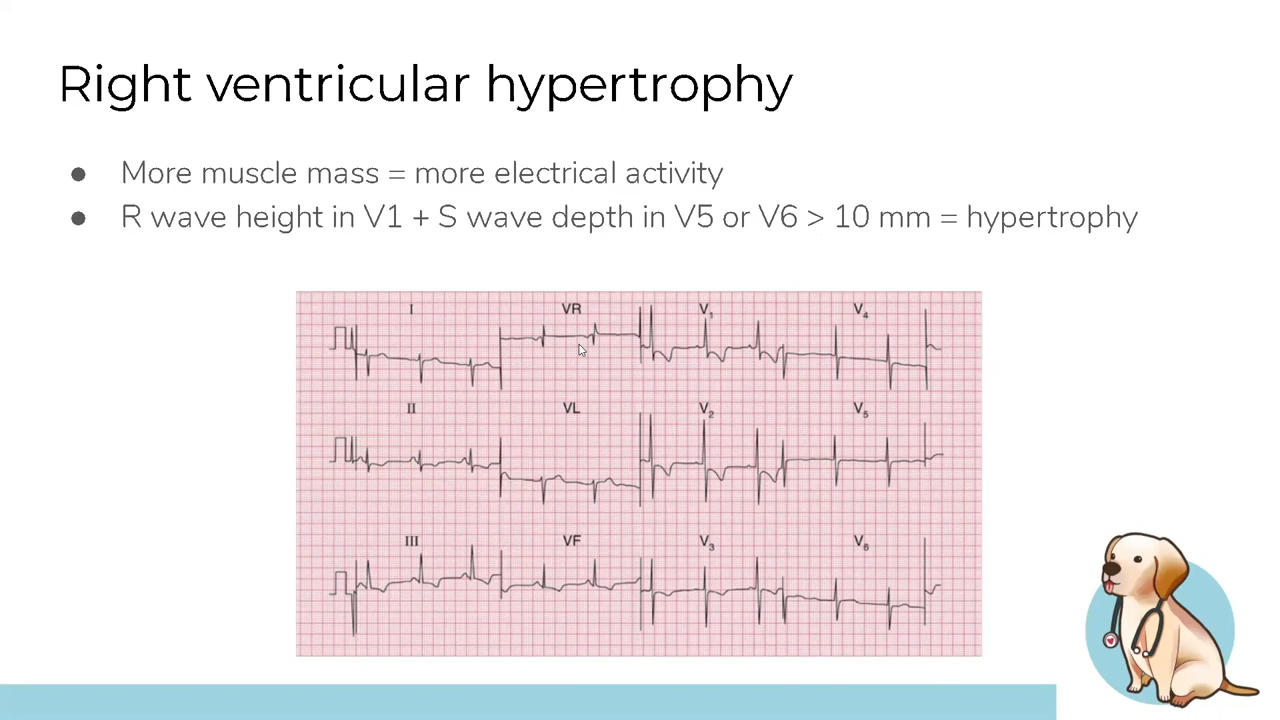 Right ventricular hypertrophy
● More muscle mass = more electrical activity
● R wave height in V1 + S wave depth in V5 or V6 > 10 mm = hypertrophy
I VR V₁ V₄
II VL V₂ V₅
III VF V₃ V₆